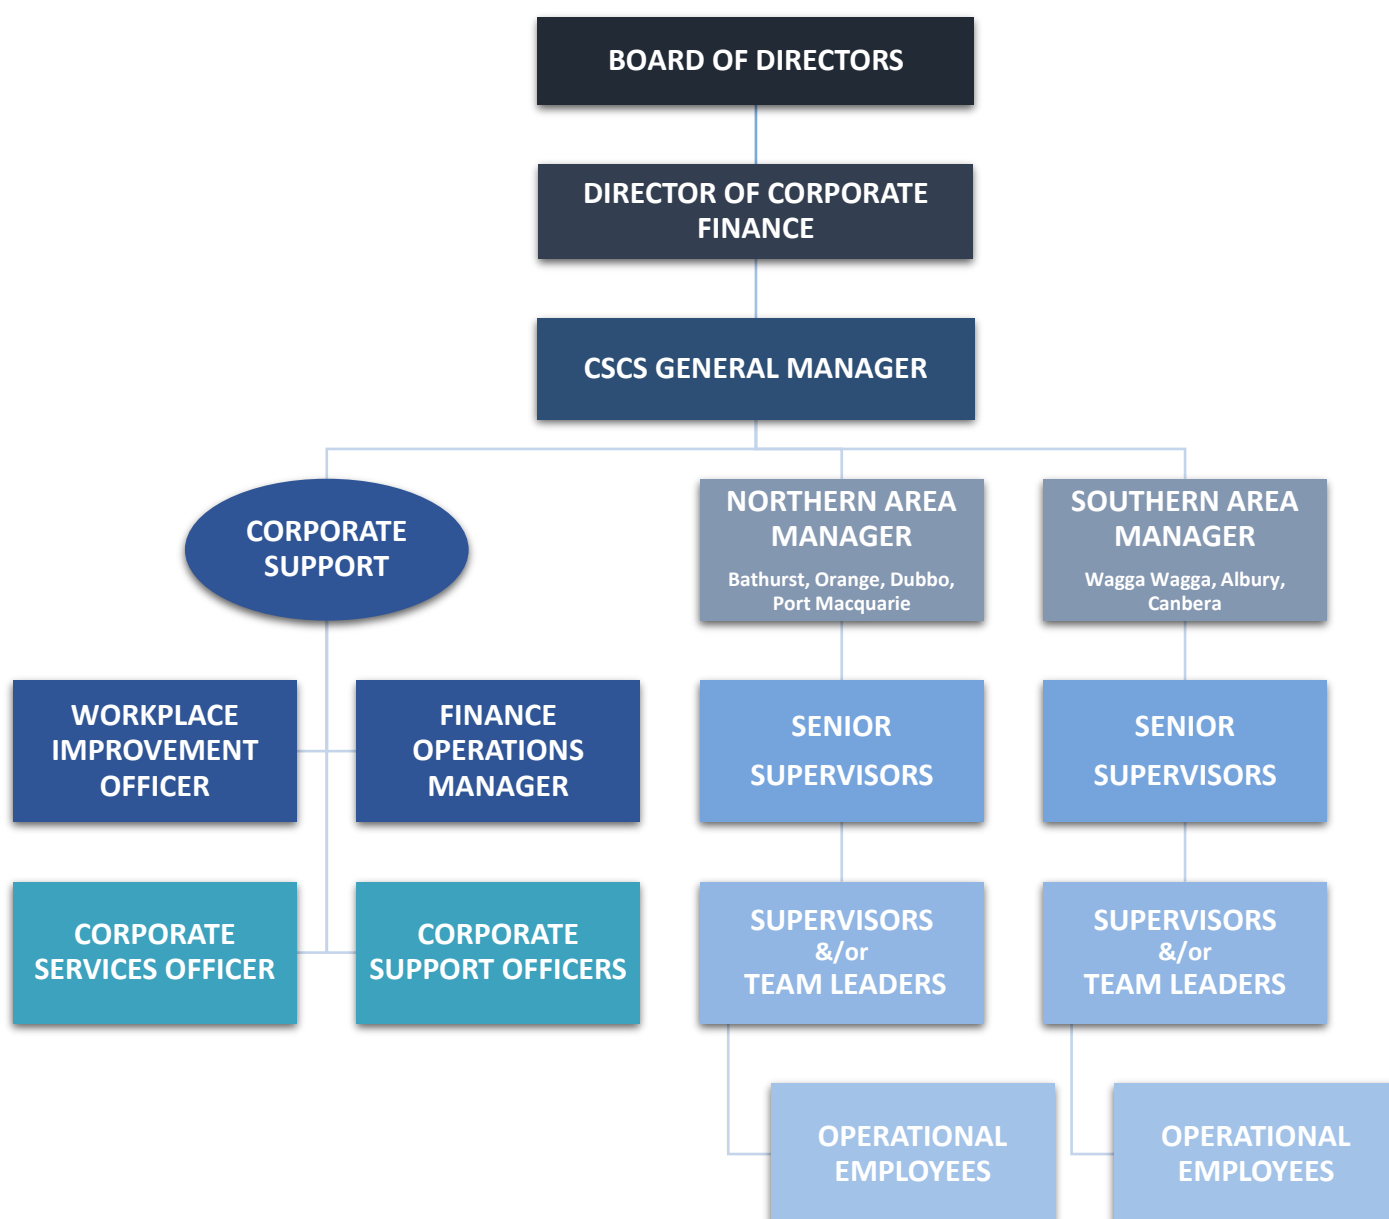 BOARD OF DIRECTORS
DIRECTOR OF CORPORATE
FINANCE
CSCS GENERAL MANAGER
CORPORATE
SUPPORT
NORTHERN AREA
MANAGER
Bathurst, Orange, Dubbo,
Port Macquarie
SOUTHERN AREA
MANAGER
Wagga Wagga, Albury,
Canbera
WORKPLACE
IMPROVEMENT
OFFICER
FINANCE
OPERATIONS
MANAGER
SENIOR
SUPERVISORS
SENIOR
SUPERVISORS
CORPORATE
SERVICES OFFICER
CORPORATE
SUPPORT OFFICERS
SUPERVISORS
&/or
TEAM LEADERS
SUPERVISORS
&/or
TEAM LEADERS
OPERATIONAL
EMPLOYEES
OPERATIONAL
EMPLOYEES